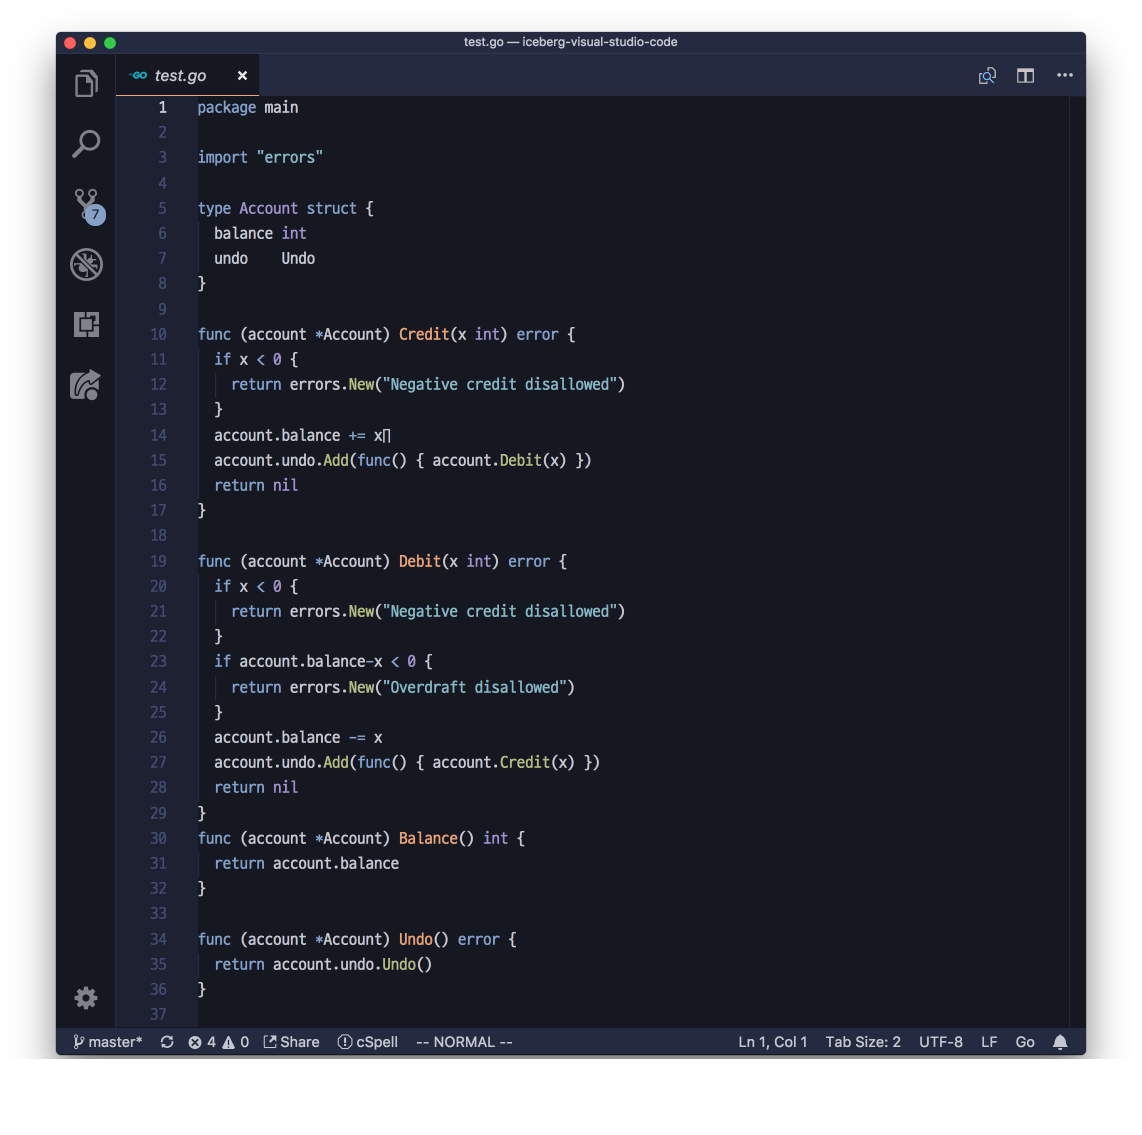 test.go — iceberg-visual-studio-code
GO test.go ×
7
1 package main
2
3 import "errors"
4
5 type Account struct {
6   balance int
7   undo    Undo
8 }
9
10 func (account *Account) Credit(x int) error {
11   if x < 0 {
12     return errors.New("Negative credit disallowed")
13   }
14   account.balance += x
15   account.undo.Add(func() { account.Debit(x) })
16   return nil
17 }
18
19 func (account *Account) Debit(x int) error {
20   if x < 0 {
21     return errors.New("Negative credit disallowed")
22   }
23   if account.balance-x < 0 {
24     return errors.New("Overdraft disallowed")
25   }
26   account.balance -= x
27   account.undo.Add(func() { account.Credit(x) })
28   return nil
29 }
30 func (account *Account) Balance() int {
31   return account.balance
32 }
33
34 func (account *Account) Undo() error {
35   return account.undo.Undo()
36 }
37
master* 4 0 Share cSpell -- NORMAL -- Ln 1, Col 1 Tab Size: 2 UTF-8 LF Go